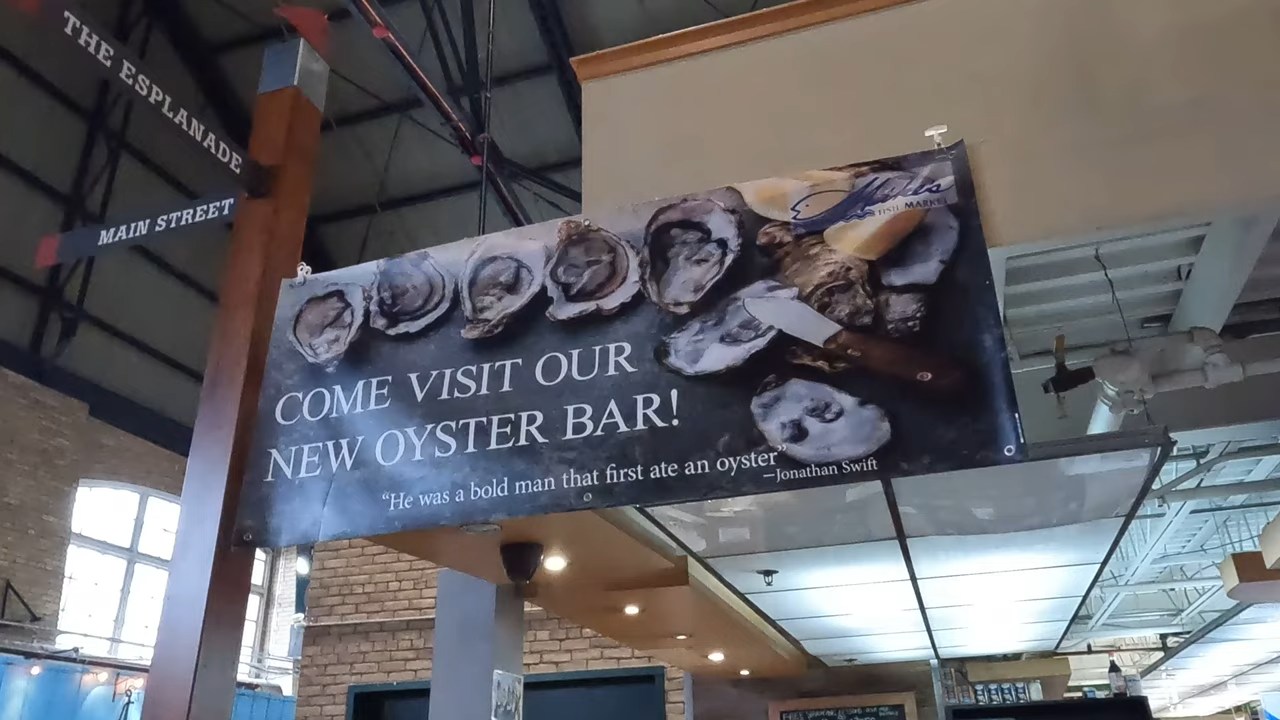 THE ESPLANADE
MAIN STREET
Mike's
FISH MARKET
COME VISIT OUR
NEW OYSTER BAR!
“He was a bold man that first ate an oyster”
—Jonathan Swift